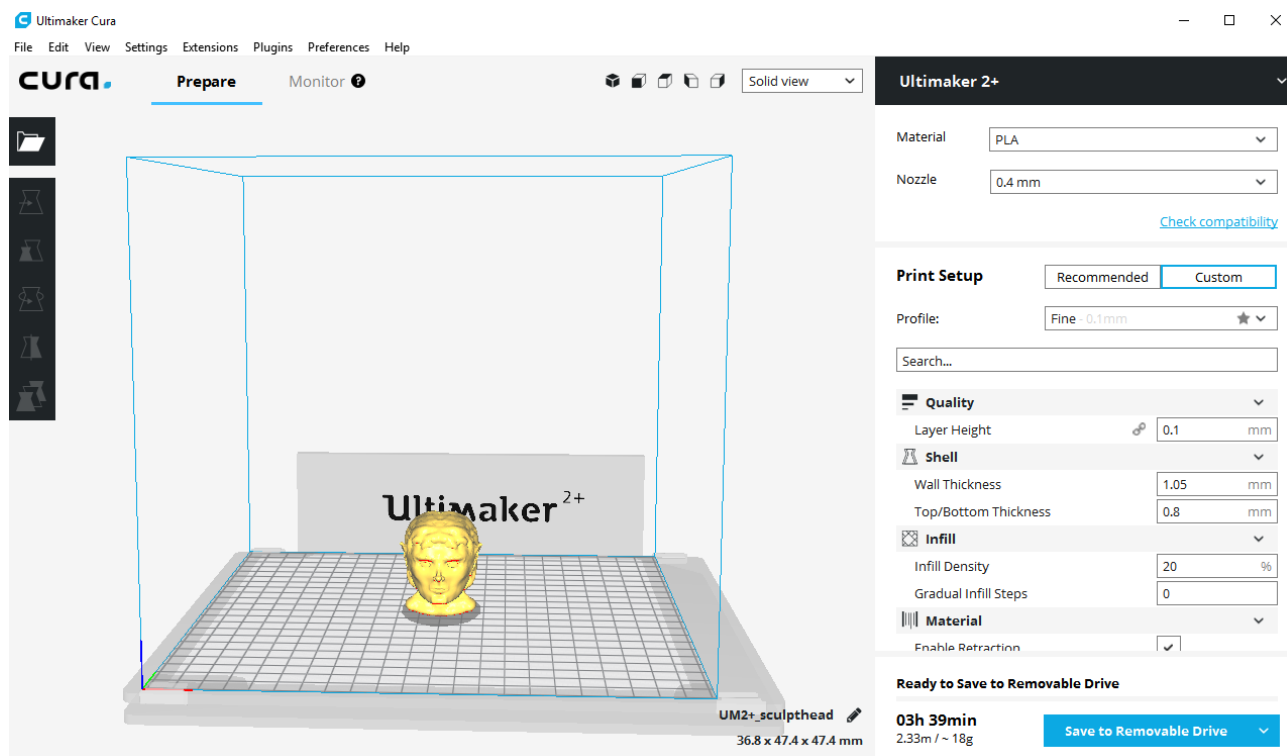 Ultimaker Cura
File Edit View Settings Extensions Plugins Preferences Help
cura.
Prepare Monitor ?
Solid view
Ultimaker 2+
Material PLA
Nozzle 0.4 mm
Check compatibility
Print Setup Recommended Custom
Profile: Fine - 0.1mm
Search...
Quality
Layer Height 0.1 mm
Shell
Wall Thickness 1.05 mm
Top/Bottom Thickness 0.8 mm
Infill
Infill Density 20 %
Gradual Infill Steps 0
Material
Enable Retraction
Ultimaker 2+
UM2+_sculpthead
36.8 x 47.4 x 47.4 mm
Ready to Save to Removable Drive
03h 39min
2.33m / ~ 18g
Save to Removable Drive